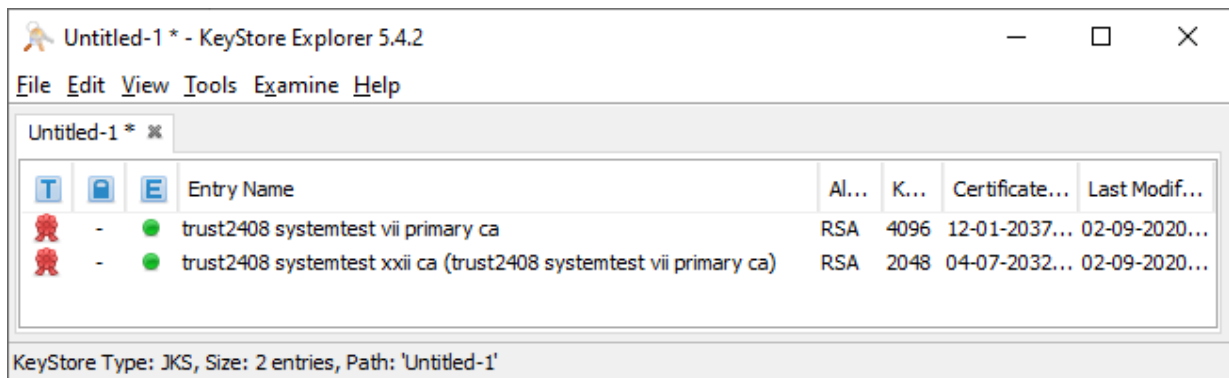 Untitled-1 * - KeyStore Explorer 5.4.2
File Edit View Tools Examine Help
Untitled-1 *
T E Entry Name Al... K... Certificate... Last Modif...
- trust2408 systemtest vii primary ca RSA 4096 12-01-2037... 02-09-2020...
- trust2408 systemtest xxii ca (trust2408 systemtest vii primary ca) RSA 2048 04-07-2032... 02-09-2020...
KeyStore Type: JKS, Size: 2 entries, Path: 'Untitled-1'